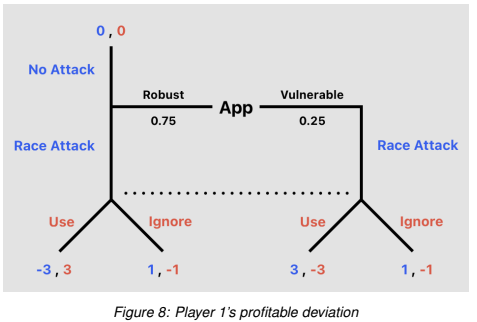 0 , 0
No Attack
Robust
App
Vulnerable
0.75
0.25
Race Attack
Race Attack
Use
Ignore
Use
Ignore
-3 , 3
1 , -1
3 , -3
1 , -1
Figure 8: Player 1's profitable deviation